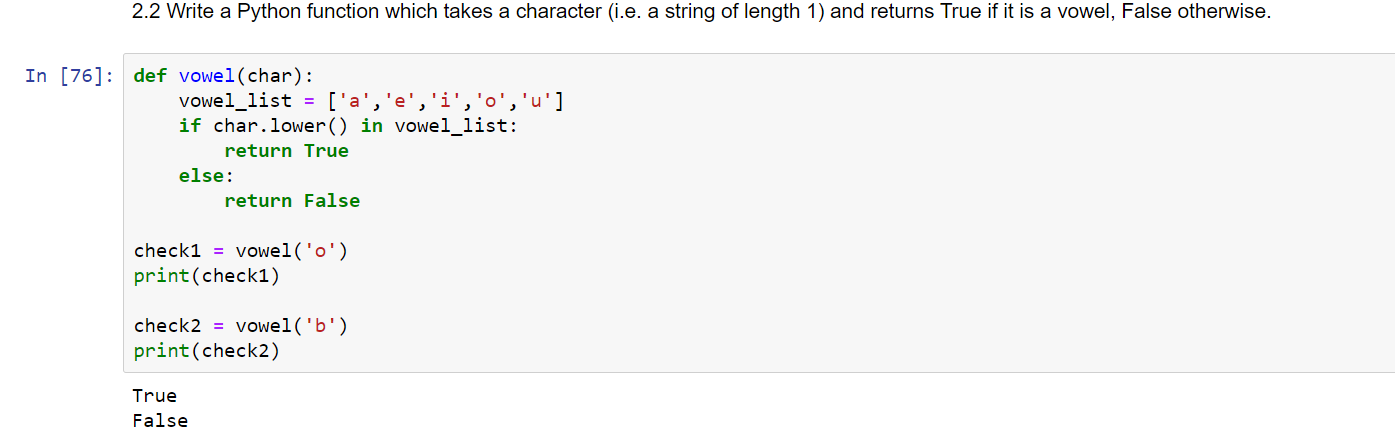 2.2 Write a Python function which takes a character (i.e. a string of length 1) and returns True if it is a vowel, False otherwise.
In [76]: def vowel(char):
    vowel_list = ['a','e','i','o','u']
    if char.lower() in vowel_list:
        return True
    else:
        return False
check1 = vowel('o')
print(check1)
check2 = vowel('b')
print(check2)
True
False